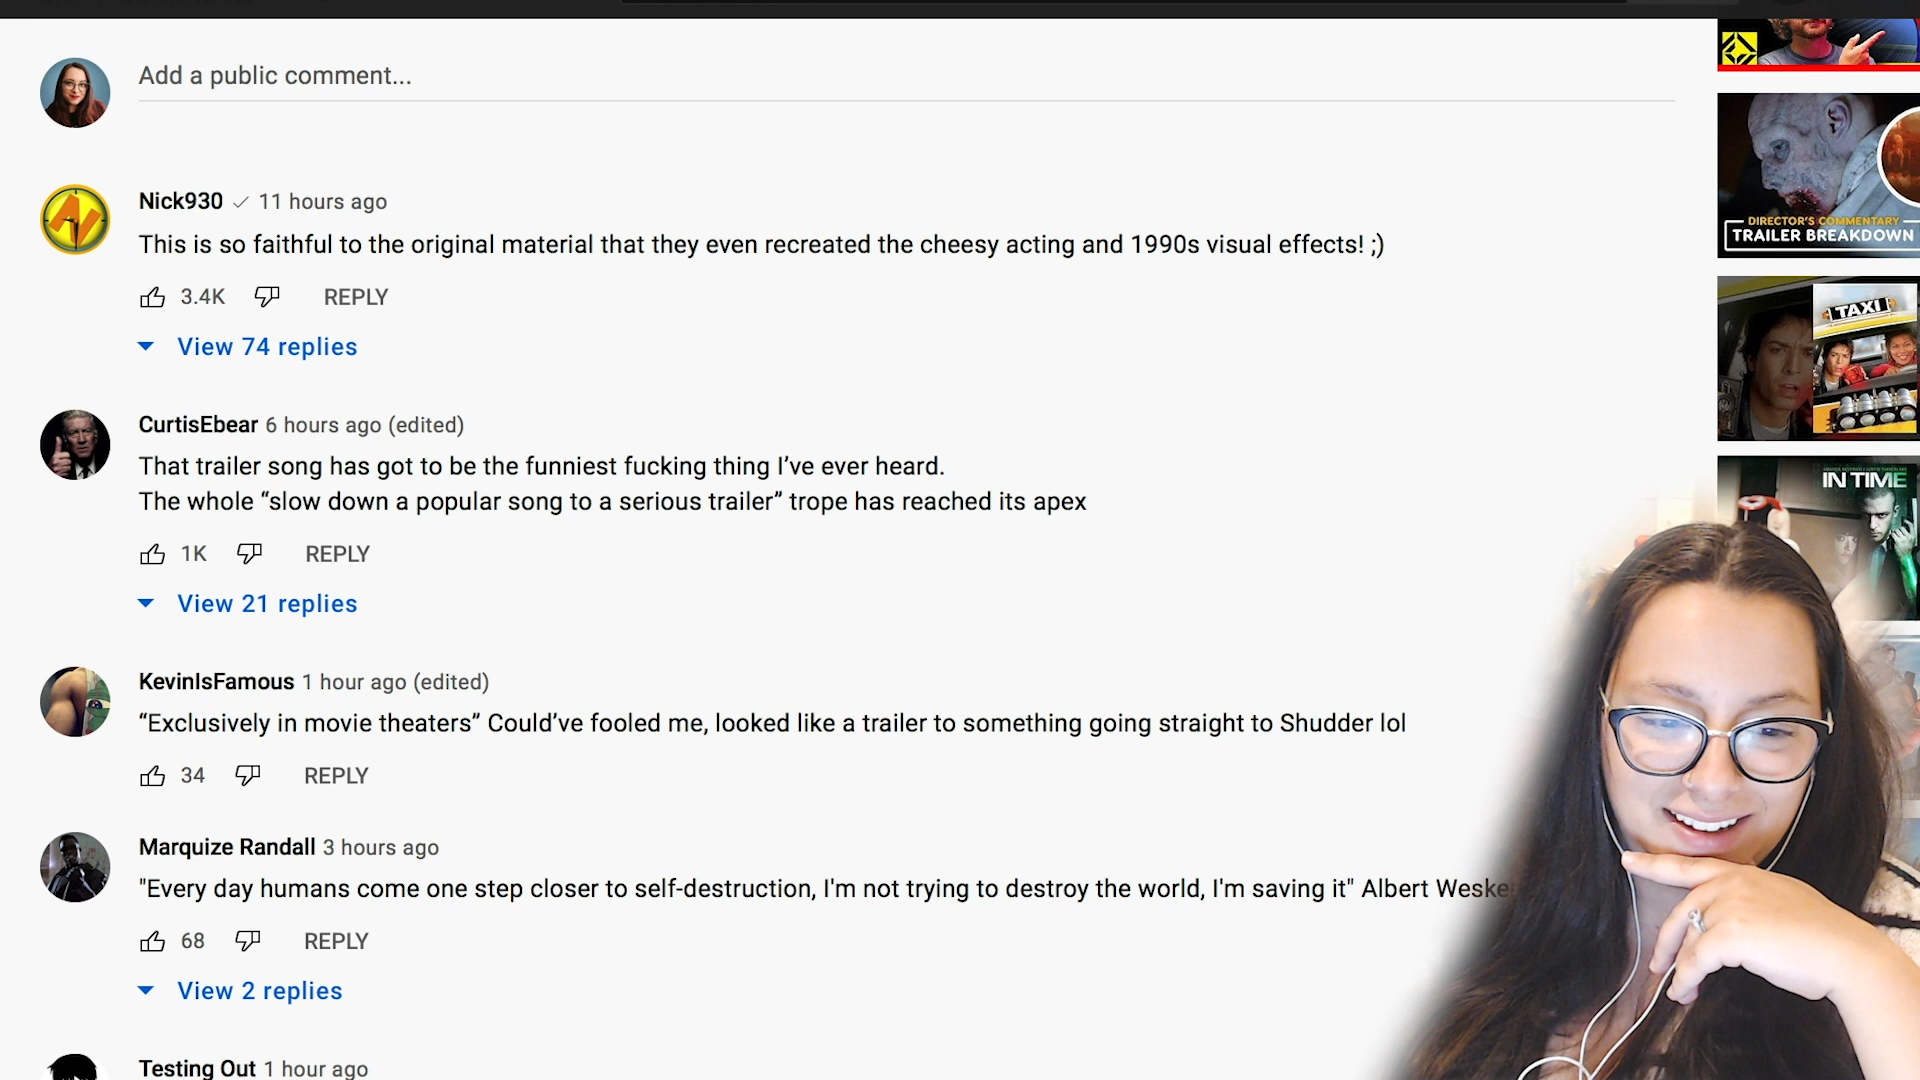 Add a public comment...
Nick930 11 hours ago
This is so faithful to the original material that they even recreated the cheesy acting and 1990s visual effects! ;)
3.4K REPLY
View 74 replies
CurtisEbear 6 hours ago (edited)
That trailer song has got to be the funniest fucking thing I’ve ever heard.
The whole “slow down a popular song to a serious trailer” trope has reached its apex
1K REPLY
View 21 replies
KevinIsFamous 1 hour ago (edited)
“Exclusively in movie theaters” Could’ve fooled me, looked like a trailer to something going straight to Shudder lol
34 REPLY
Marquize Randall 3 hours ago
"Every day humans come one step closer to self-destruction, I'm not trying to destroy the world, I'm saving it" Albert Weske
68 REPLY
View 2 replies
Testing Out 1 hour ago
DIRECTOR'S COMMENTARY
TRAILER BREAKDOWN
TAXI
IN TIME